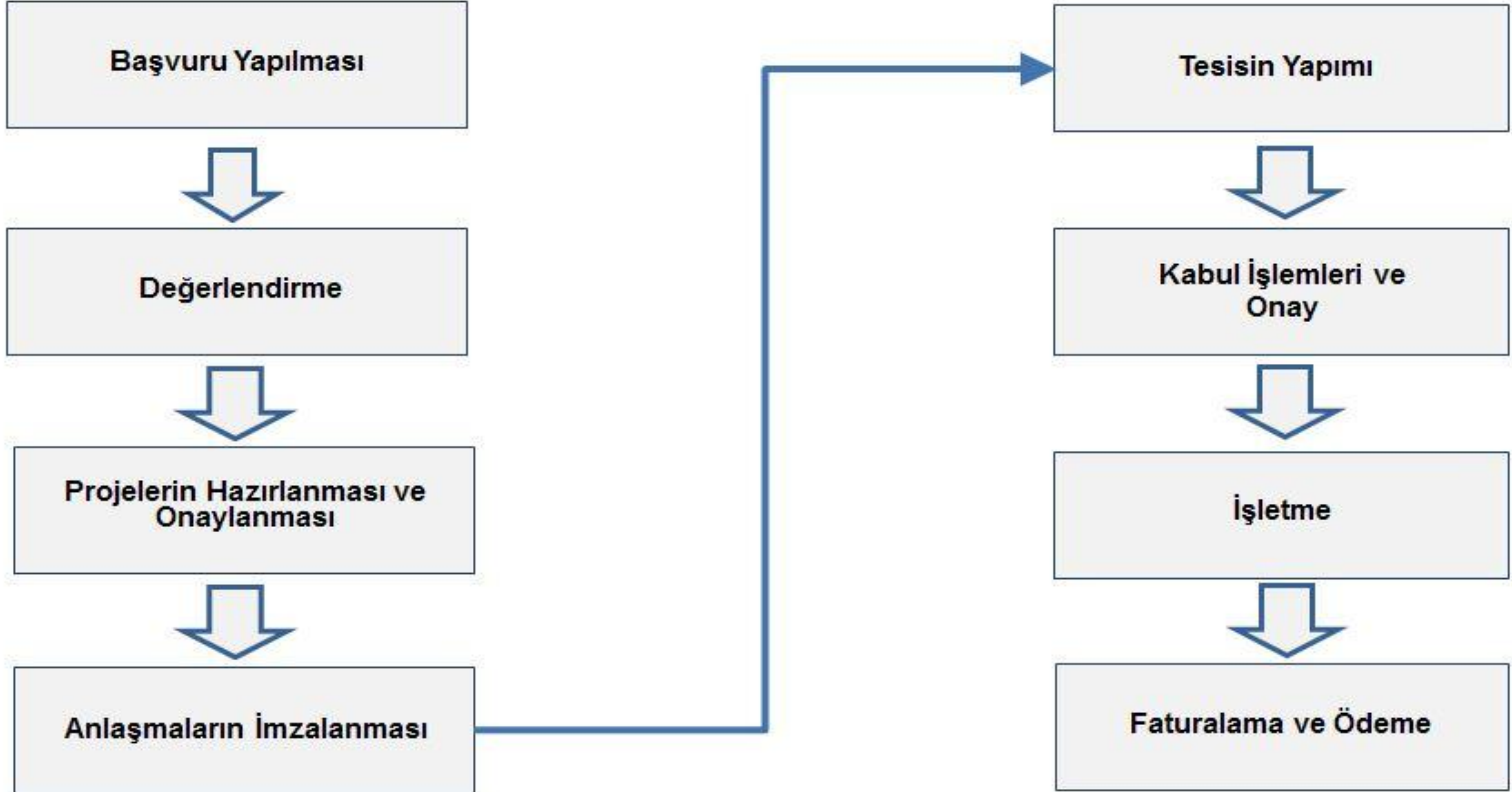 Başvuru Yapılması
Değerlendirme
Projelerin Hazırlanması ve
Onaylanması
Anlaşmaların İmzalanması
Tesisin Yapımı
Kabul İşlemleri ve
Onay
İşletme
Faturalama ve Ödeme